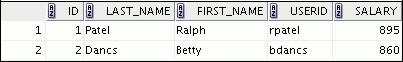 ID LAST_NAME FIRST_NAME USERID SALARY
1 1 Patel Ralph rpatel 895
2 2 Dancs Betty bdancs 860